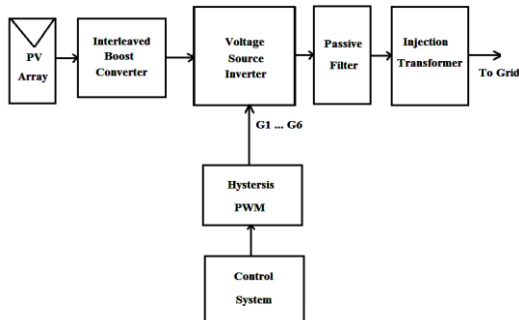 PV
Array
Interleaved
Boost
Converter
Voltage
Source
Inverter
Passive
Filter
Injection
Transformer
To Grid
G1 ... G6
Hystersis
PWM
Control
System